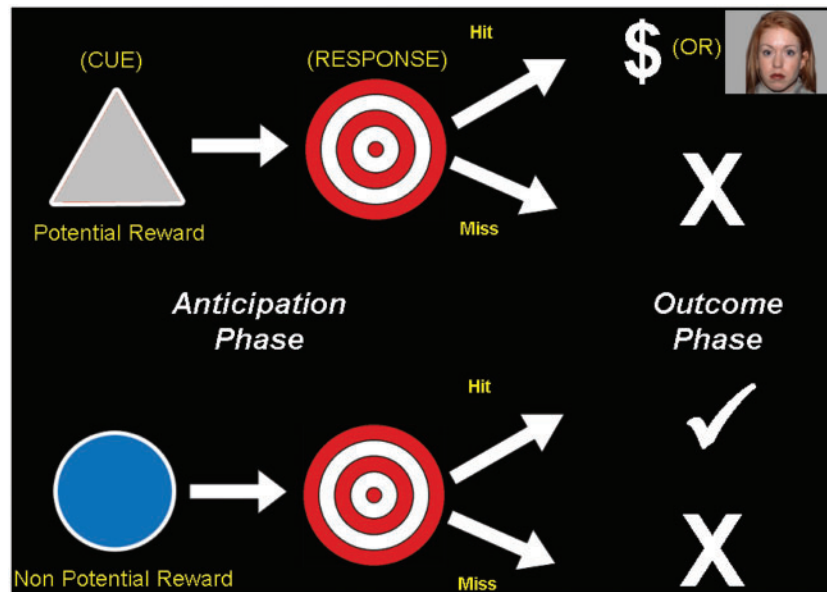 Hit
$ (OR)
(CUE)
(RESPONSE)
X
Potential Reward
Miss
Anticipation
Phase
Outcome
Phase
Hit
✓
X
Non Potential Reward
Miss